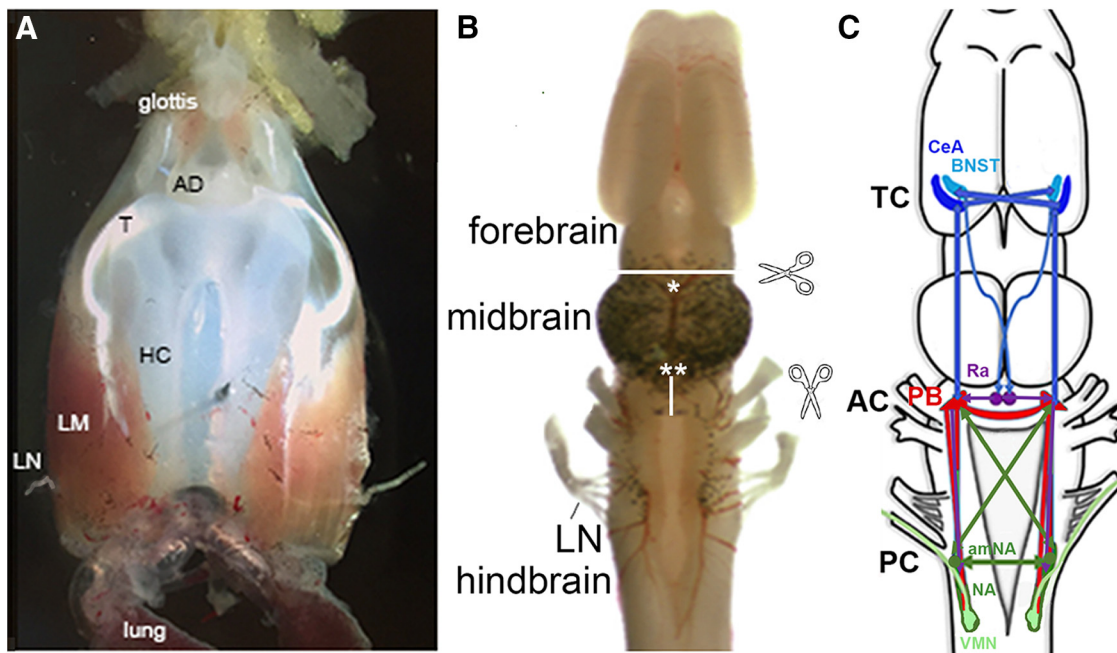 A
glottis
AD
T
HC
LM
LN
lung
B
forebrain
*
midbrain
**
LN
hindbrain
C
CeA
BNST
TC
Ra
AC
PB
amNA
PC
NA
VMN